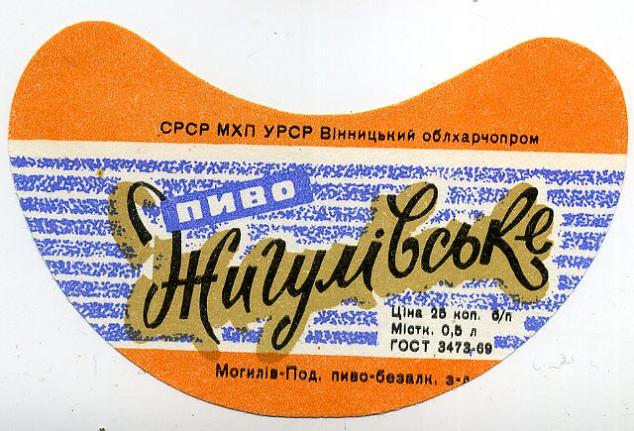 СРСР МХП УРСР Вінницький облхарчопром
пиво
Жигулівське
Ціна 25 коп. б/п
Містк. 0,5 л
ГОСТ 3473-69
Могилів-Под. пиво-безалк. з-д